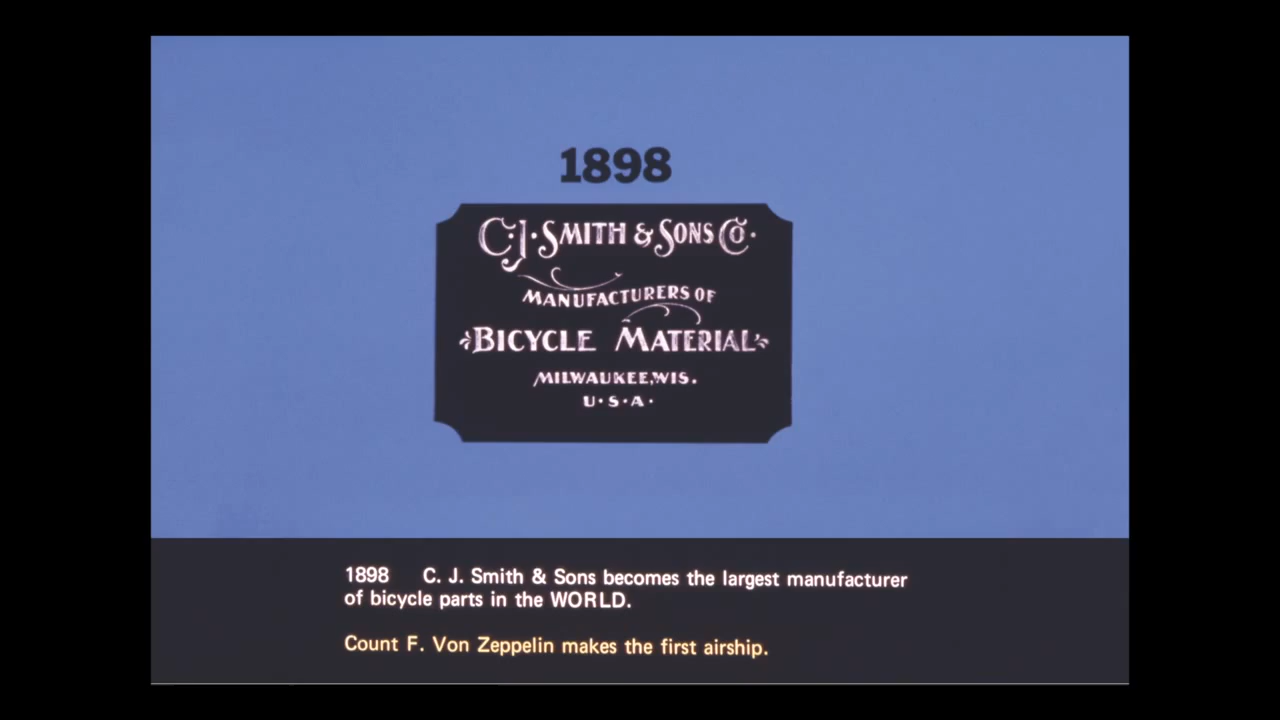 1898
C. J. SMITH & SONS CO.
MANUFACTURERS OF
BICYCLE MATERIAL
MILWAUKEE, WIS.
U.S.A.
1898 C. J. Smith & Sons becomes the largest manufacturer
of bicycle parts in the WORLD.
Count F. Von Zeppelin makes the first airship.